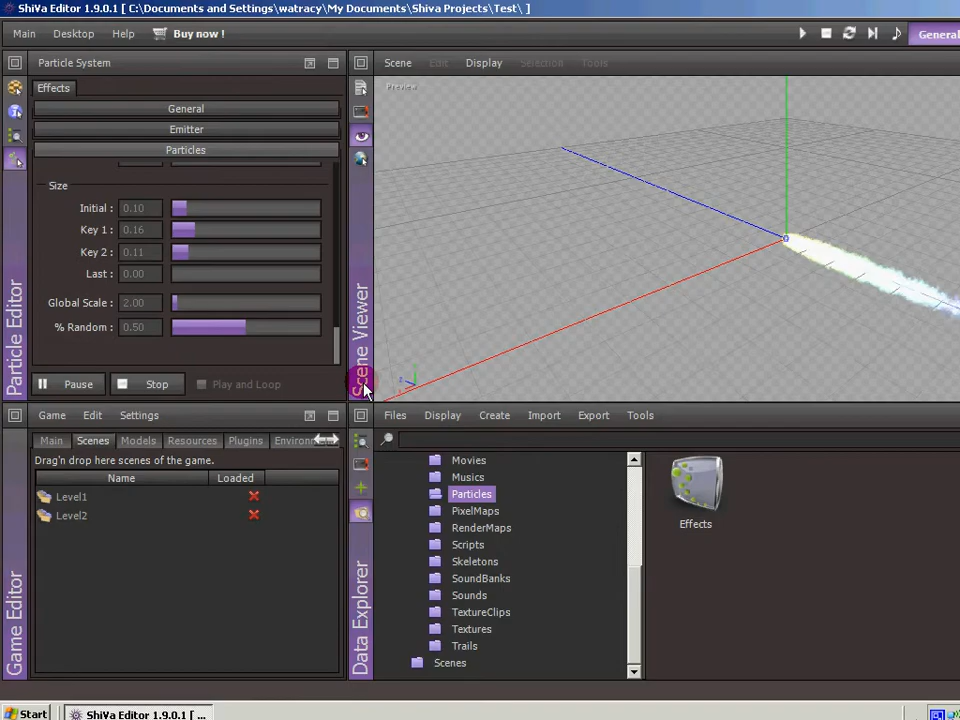 ShiVa Editor 1.9.0.1 [ C:\Documents and Settings\watracy\My Documents\Shiva Projects\Test\ ]
Main Desktop Help Buy now !
General
Particle System
Scene Edit Display Selection Tools
Effects
Preview
General
Emitter
Particles
Size
Initial : 0.10
Key 1 : 0.16
Key 2 : 0.11
Last : 0.00
Global Scale : 2.00
% Random : 0.50
Pause Stop Play and Loop
Particle Editor
Scene Viewer
Game Edit Settings
Files Display Create Import Export Tools
Main Scenes Models Resources Plugins
Drag'n drop here scenes of the game.
Name Loaded
Level1
Level2
Game Editor
Data Explorer
Movies
Musics
Particles
PixelMaps
RenderMaps
Scripts
Skeletons
SoundBanks
Sounds
TextureClips
Textures
Trails
Scenes
Effects
Start
ShiVa Editor 1.9.0.1 [ ...